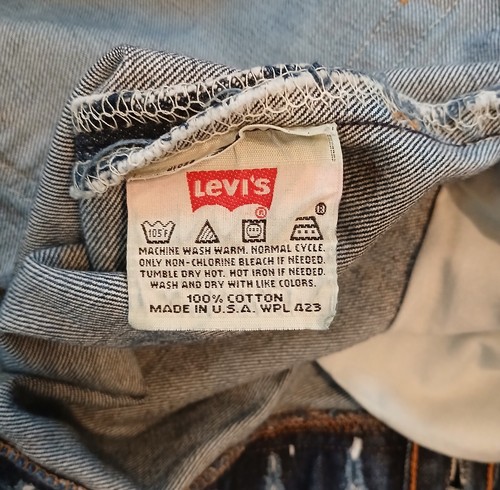 Levi's
105F
MACHINE WASH WARM. NORMAL CYCLE.
ONLY NON-CHLORINE BLEACH IF NEEDED.
TUMBLE DRY HOT. HOT IRON IF NEEDED.
WASH AND DRY WITH LIKE COLORS.
100% COTTON
MADE IN U.S.A. WPL 423